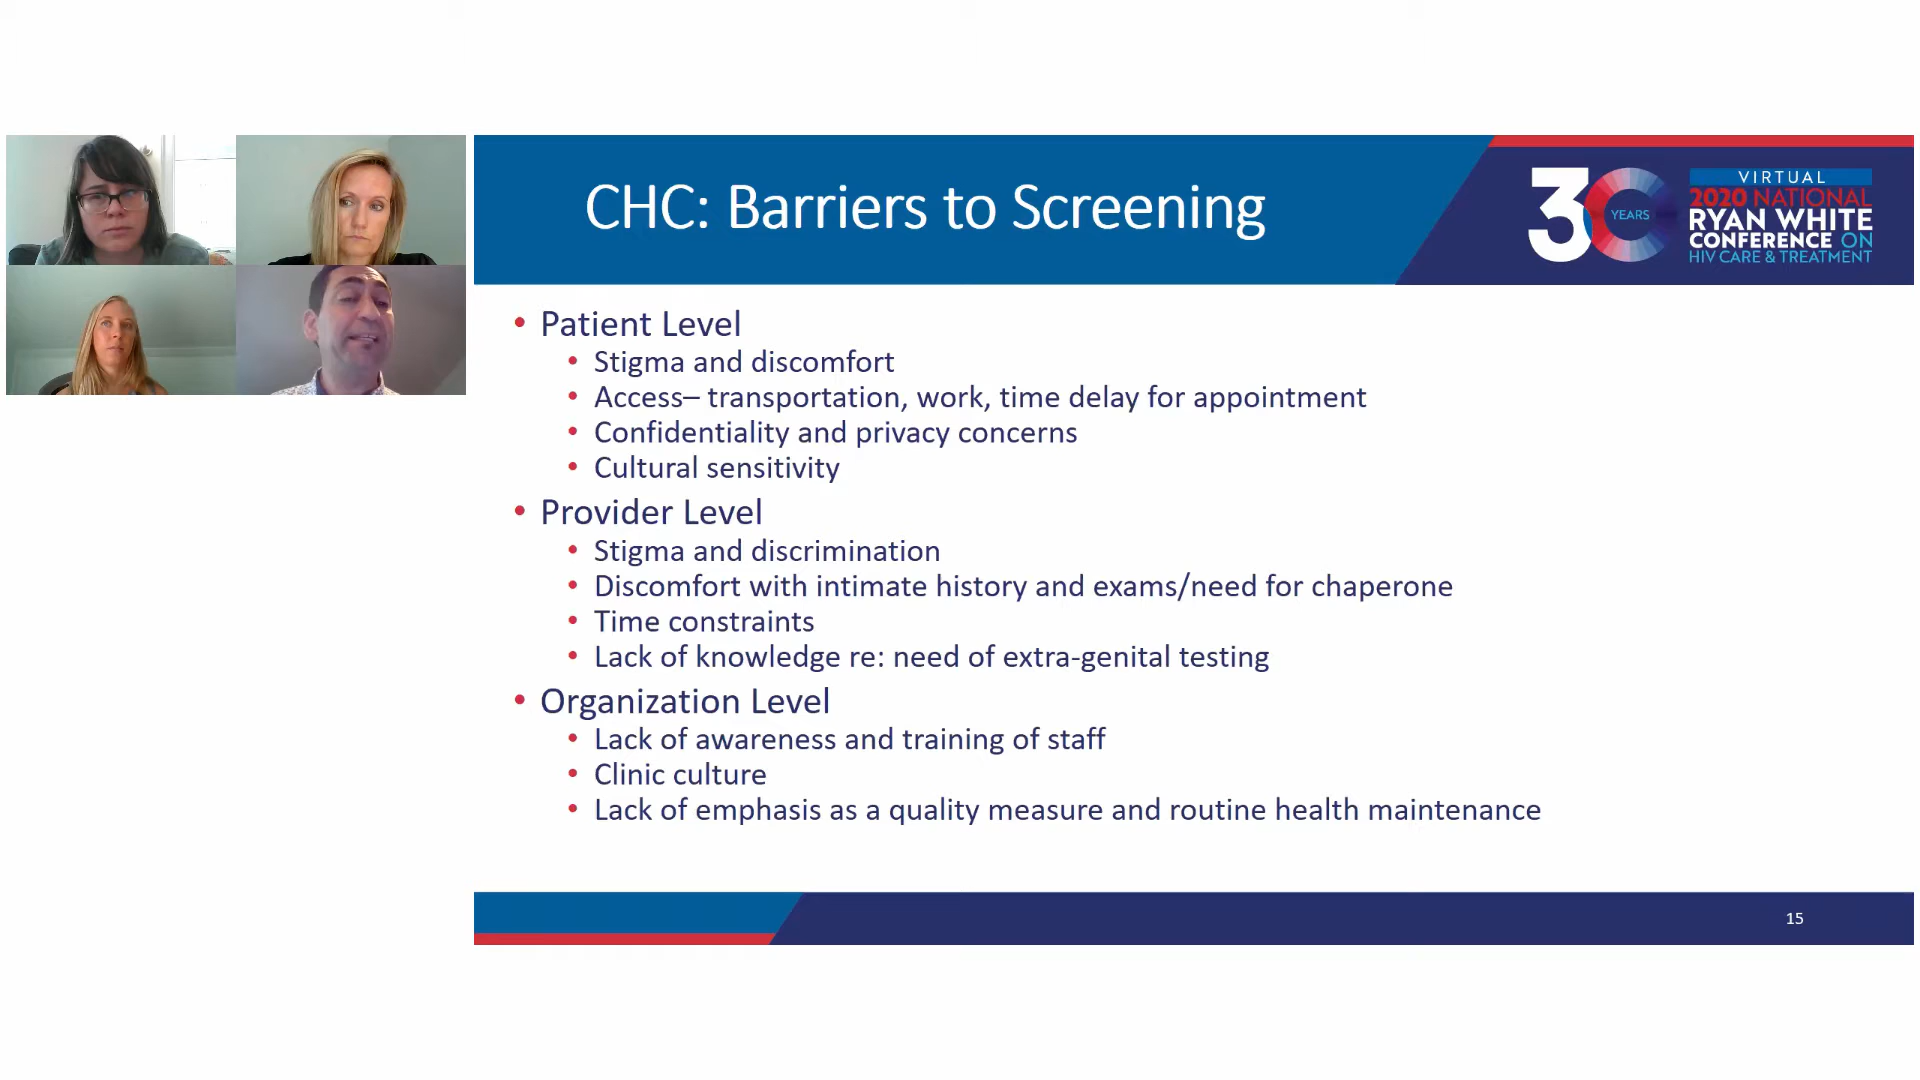 CHC: Barriers to Screening
30 YEARS
VIRTUAL
2020 NATIONAL
RYAN WHITE
CONFERENCE ON
HIV CARE & TREATMENT
• Patient Level
• Stigma and discomfort
• Access– transportation, work, time delay for appointment
• Confidentiality and privacy concerns
• Cultural sensitivity
• Provider Level
• Stigma and discrimination
• Discomfort with intimate history and exams/need for chaperone
• Time constraints
• Lack of knowledge re: need of extra-genital testing
• Organization Level
• Lack of awareness and training of staff
• Clinic culture
• Lack of emphasis as a quality measure and routine health maintenance
15